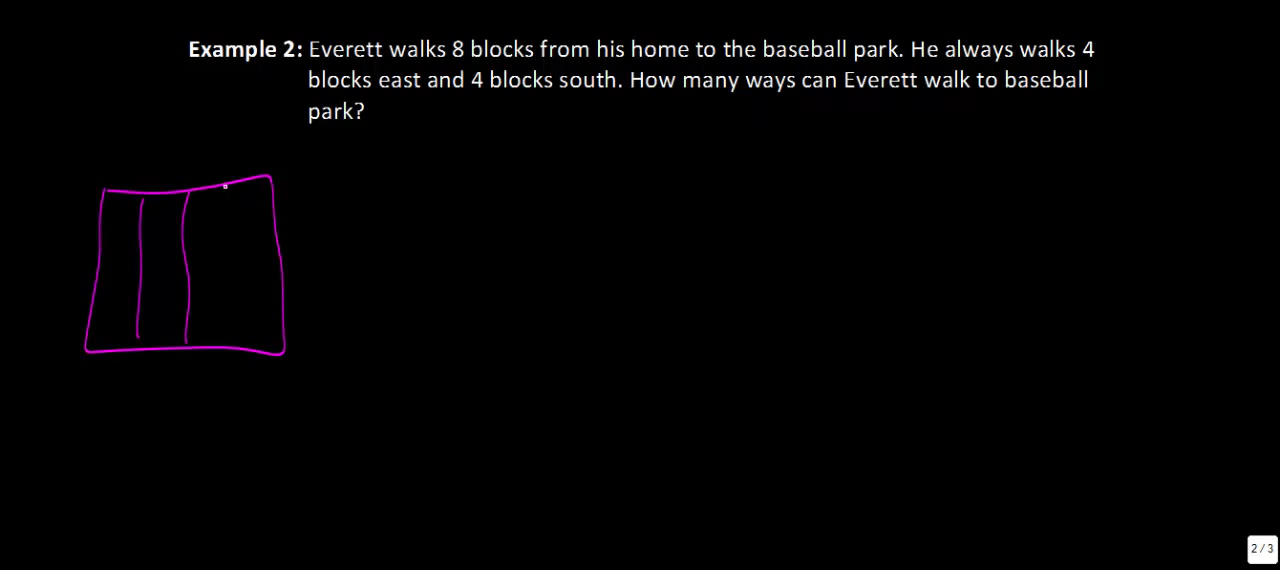 Example 2: Everett walks 8 blocks from his home to the baseball park. He always walks 4
blocks east and 4 blocks south. How many ways can Everett walk to baseball
park?
2 / 3